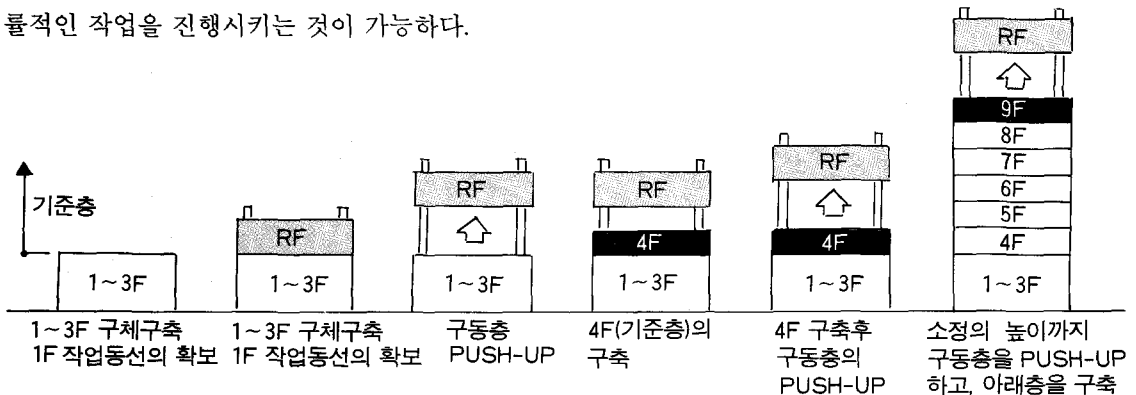 률적인 작업을 진행시키는 것이 가능하다.
기준층
1~3F
1~3F 구체구축
1F 작업동선의 확보
RF
1~3F
1~3F 구체구축
1F 작업동선의 확보
RF
1~3F
구동층
PUSH-UP
RF
4F
1~3F
4F(기준층)의
구축
RF
4F
1~3F
4F 구축후
구동층의
PUSH-UP
RF
9F
8F
7F
6F
5F
4F
1~3F
소정의 높이까지
구동층을 PUSH-UP
하고, 아래층을 구축